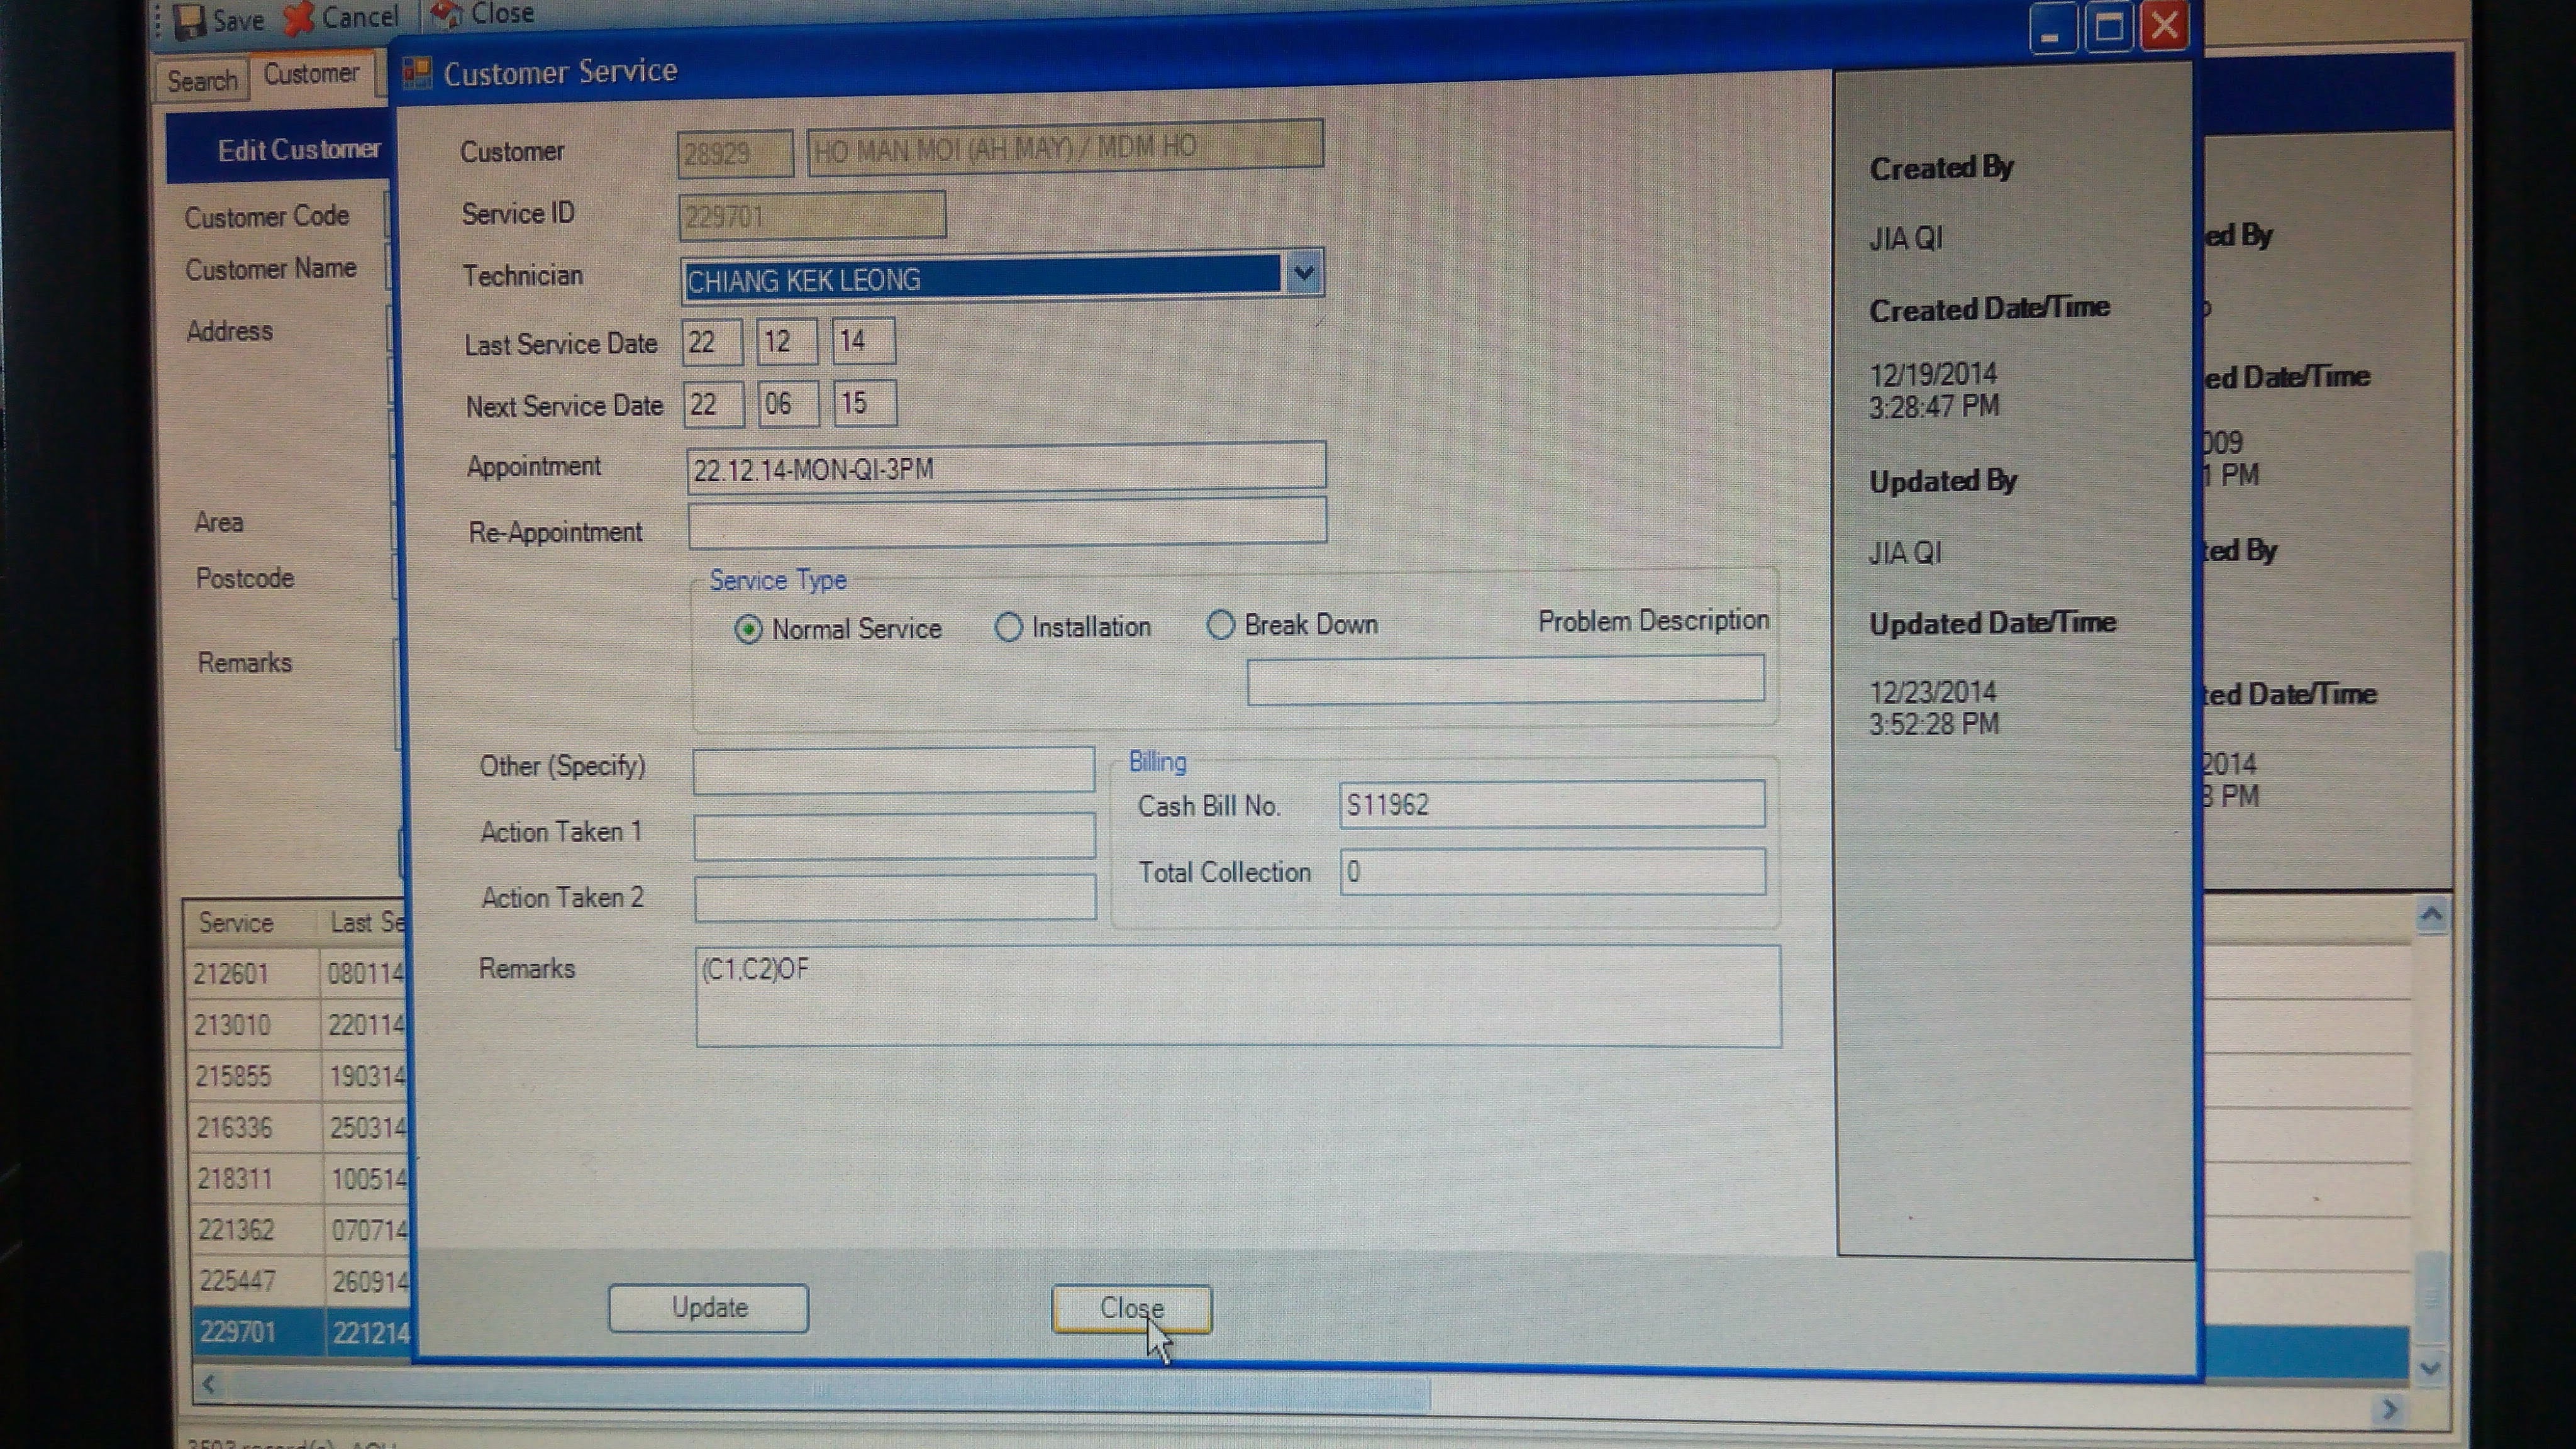 Save Cancel Close
Search Customer
Customer Service
Edit Customer
Customer Code
Customer Name
Address
Area
Postcode
Remarks
Customer 28929 HO MAN MOI (AH MAY) / MDM HO
Service ID 229701
Technician CHIANG KEK LEONG
Last Service Date 22 12 14
Next Service Date 22 06 15
Appointment 22.12.14-MON-QI-3PM
Re-Appointment
Service Type
Normal Service Installation Break Down Problem Description
Other (Specify)
Action Taken 1
Action Taken 2
Billing
Cash Bill No. S11962
Total Collection 0
Remarks (C1,C2)OF
Update Close
Created By
JIA QI
Created Date/Time
12/19/2014
3:28:47 PM
Updated By
JIA QI
Updated Date/Time
12/23/2014
3:52:28 PM
ed By
ed Date/Time
009
1 PM
ted By
ted Date/Time
2014
3 PM
Service Last Se
212601 080114
213010 220114
215855 190314
216336 250314
218311 100514
221362 070714
225447 260914
229701 221214